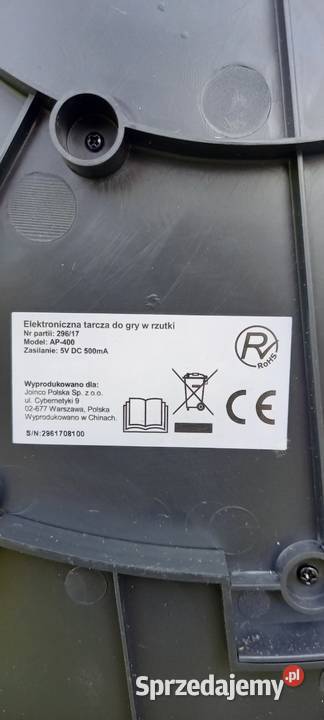 Elektroniczna tarcza do gry w rzutki
Nr partii: 296/17
Model: AP-400
Zasilanie: 5V DC 500mA
RV
RoHS
Wyprodukowano dla:
Joinco Polska Sp. z o.o.
ul. Cybernetyki 9
02-677 Warszawa, Polska
Wyprodukowano w Chinach.
CE
S/N:2961708100
Sprzedajemy.pl